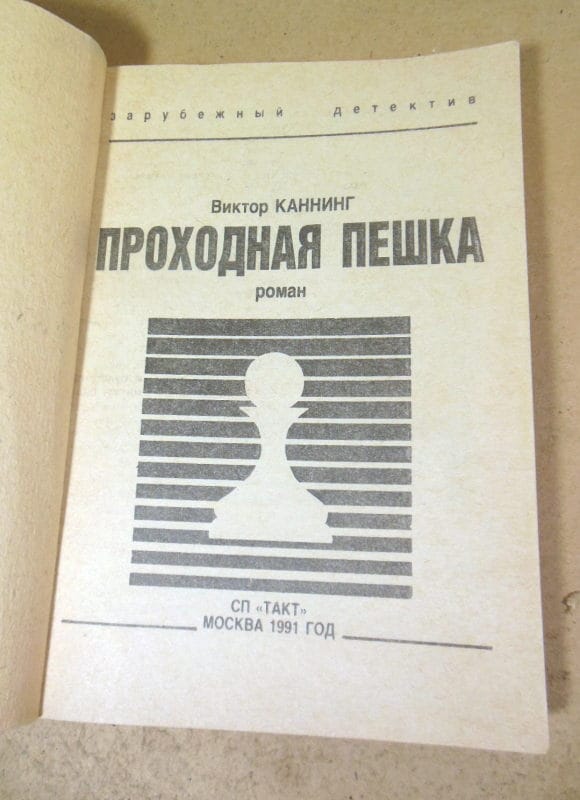 зарубежный детектив
Виктор КАННИНГ
ПРОХОДНАЯ ПЕШКА
роман
СП «ТАКТ»
МОСКВА 1991 ГОД